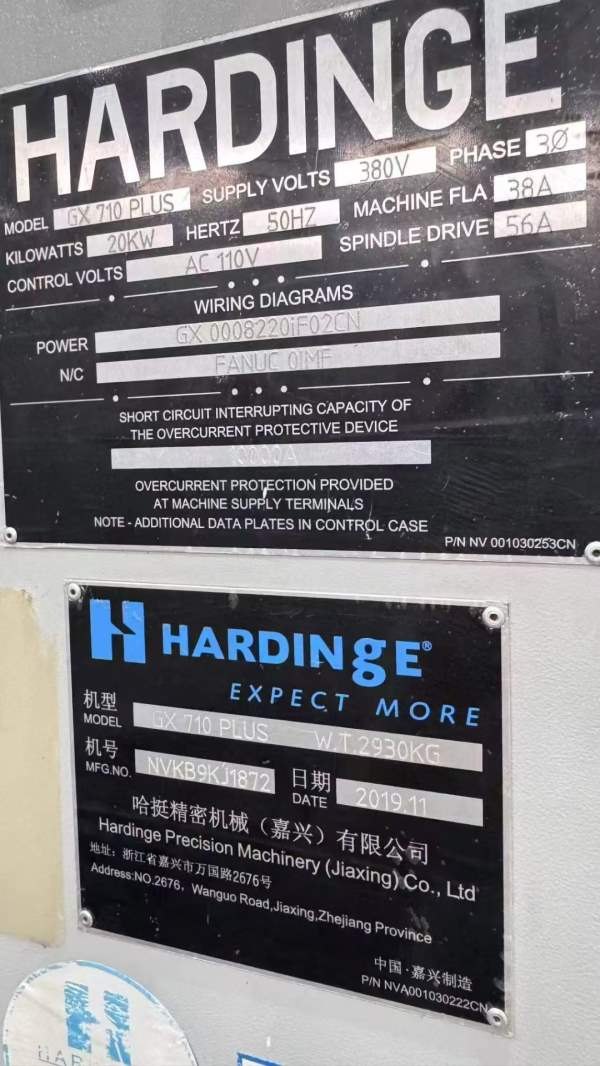 HARDINGE
MODEL GX 710 PLUS SUPPLY VOLTS 380V PHASE 3Ø
KILOWATTS 20KW HERTZ 50HZ MACHINE FLA 38A
CONTROL VOLTS AC 110V SPINDLE DRIVE 56A
WIRING DIAGRAMS
POWER GX 0008220iF02CN
N/C FANUC 0IMF
SHORT CIRCUIT INTERRUPTING CAPACITY OF
THE OVERCURRENT PROTECTIVE DEVICE
OVERCURRENT PROTECTION PROVIDED
AT MACHINE SUPPLY TERMINALS
NOTE - ADDITIONAL DATA PLATES IN CONTROL CASE
P/N NV 001030253CN
HARDINgE®
EXPECT MORE
机型
MODEL GX 710 PLUS W.T.2930KG
机号
MFG.NO. NVKB9KJ1872 日期
DATE 2019.11
哈挺精密机械（嘉兴）有限公司
Hardinge Precision Machinery (Jiaxing) Co., Ltd
地址：浙江省嘉兴市万国路2676号
Address:NO.2676，Wanguo Road,Jiaxing,Zhejiang Province
中国·嘉兴制造
P/N NVA001030222CN